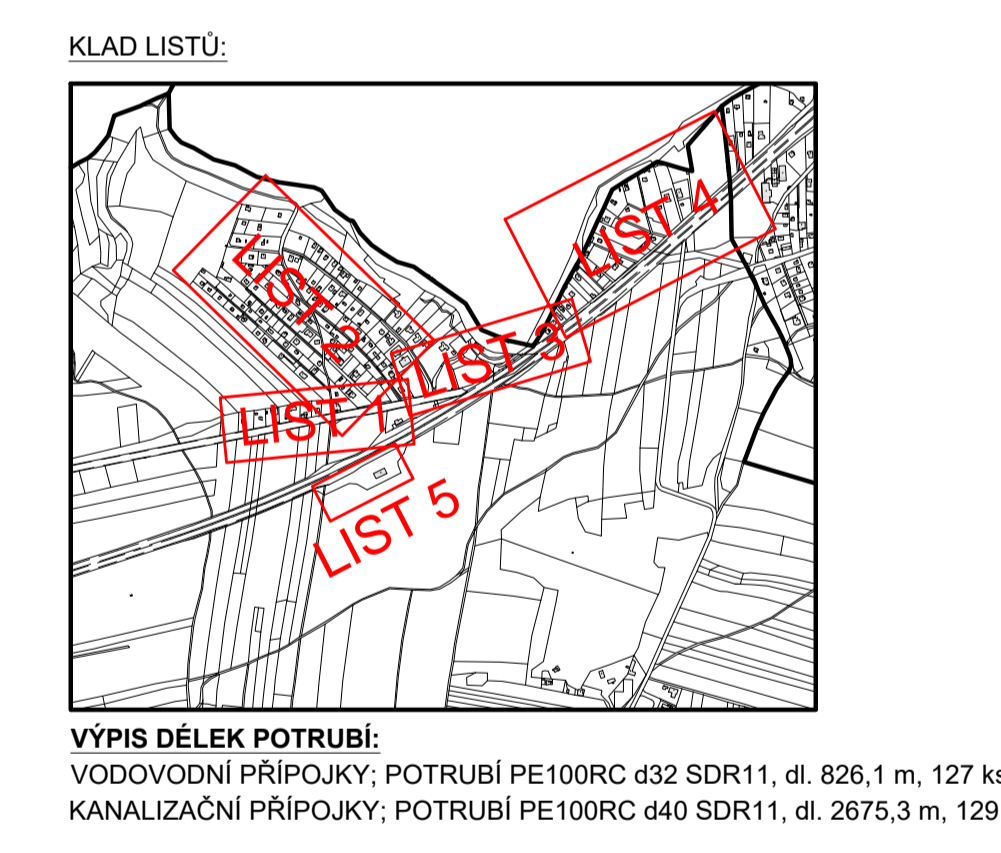 KLAD LISTŮ:
LIST 4
LIST 2
LIST 3
LIST 1
LIST 5
VÝPIS DÉLEK POTRUBÍ:
VODOVODNÍ PŘÍPOJKY; POTRUBÍ PE100RC d32 SDR11, dl. 826,1 m, 127 ks
KANALIZAČNÍ PŘÍPOJKY; POTRUBÍ PE100RC d40 SDR11, dl. 2675,3 m, 129